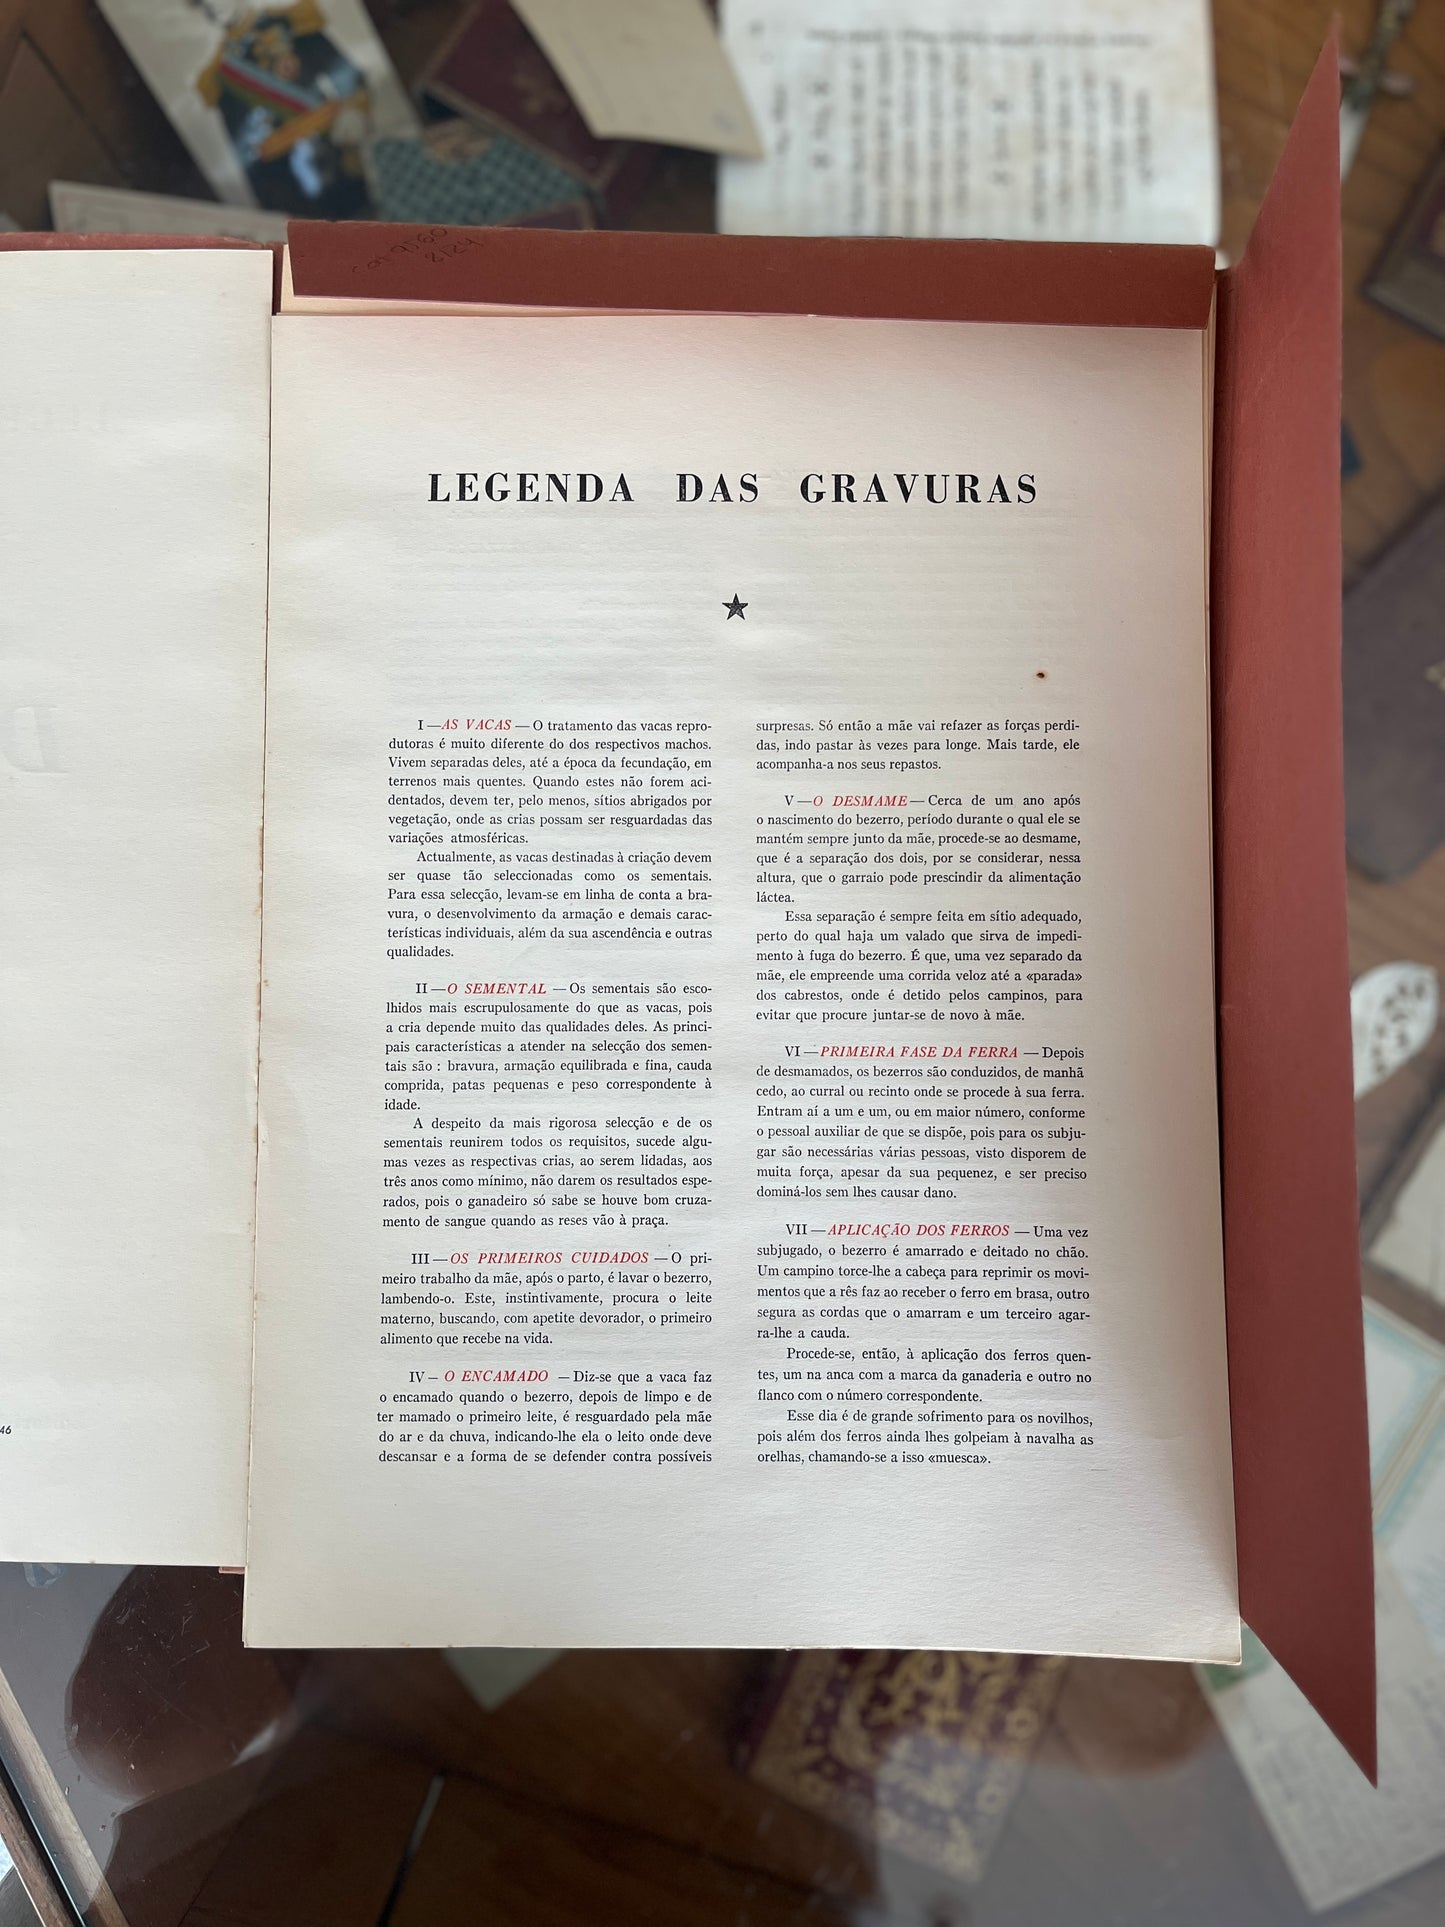 LEGENDA DAS GRAVURAS
I — AS VACAS — O tratamento das vacas repro-
dutoras é muito diferente do dos respectivos machos.
Vivem separadas deles, até a época da fecundação, em
terrenos mais quentes. Quando estes não forem aci-
dentados, devem ter, pelo menos, sítios abrigados por
vegetação, onde as crias possam ser resguardadas das
variações atmosféricas.
Actualmente, as vacas destinadas à criação devem
ser quase tão seleccionadas como os sementais.
Para essa selecção, levam-se em linha de conta a bra-
vura, o desenvolvimento da armação e demais carac-
terísticas individuais, além da sua ascendência e outras
qualidades.
II — O SEMENTAL — Os sementais são esco-
lhidos mais escrupulosamente do que as vacas, pois
a cria depende muito das qualidades deles. As princi-
pais características a atender na selecção dos semen-
tais são : bravura, armação equilibrada e fina, cauda
comprida, patas pequenas e peso correspondente à
idade.
A despeito da mais rigorosa selecção e de os
sementais reunirem todos os requisitos, sucede algu-
mas vezes as respectivas crias, ao serem lidadas, aos
três anos como mínimo, não darem os resultados espe-
rados, pois o ganadeiro só sabe se houve bom cruza-
mento de sangue quando as reses vão à praça.
III — OS PRIMEIROS CUIDADOS — O pri-
meiro trabalho da mãe, após o parto, é lavar o bezerro,
lambendo-o. Este, instintivamente, procura o leite
materno, buscando, com apetite devorador, o primeiro
alimento que recebe na vida.
IV — O ENCAMADO — Diz-se que a vaca faz
o encamado quando o bezerro, depois de limpo e de
ter mamado o primeiro leite, é resguardado pela mãe
do ar e da chuva, indicando-lhe ela o leito onde deve
descansar e a forma de se defender contra possíveis
surpresas. Só então a mãe vai refazer as forças perdi-
das, indo pastar às vezes para longe. Mais tarde, ele
acompanha-a nos seus repastos.
V — O DESMAME — Cerca de um ano após
o nascimento do bezerro, período durante o qual ele se
mantém sempre junto da mãe, procede-se ao desmame,
que é a separação dos dois, por se considerar, nessa
altura, que o garraio pode prescindir da alimentação
láctea.
Essa separação é sempre feita em sítio adequado,
perto do qual haja um valado que sirva de impedi-
mento à fuga do bezerro. É que, uma vez separado da
mãe, ele empreende uma corrida veloz até a «parada»
dos cabrestos, onde é detido pelos campinos, para
evitar que procure juntar-se de novo à mãe.
VI — PRIMEIRA FASE DA FERRA — Depois
de desmamados, os bezerros são conduzidos, de manhã
cedo, ao curral ou recinto onde se procede à sua ferra.
Entram aí a um e um, ou em maior número, conforme
o pessoal auxiliar de que se dispõe, pois para os subju-
gar são necessárias várias pessoas, visto disporem de
muita força, apesar da sua pequenez, e ser preciso
dominá-los sem lhes causar dano.
VII — APLICAÇÃO DOS FERROS — Uma vez
subjugado, o bezerro é amarrado e deitado no chão.
Um campino torce-lhe a cabeça para reprimir os movi-
mentos que a rês faz ao receber o ferro em brasa, outro
segura as cordas que o amarram e um terceiro agar-
ra-lhe a cauda.
Procede-se, então, à aplicação dos ferros quen-
tes, um na anca com a marca da ganaderia e outro no
flanco com o número correspondente.
Esse dia é de grande sofrimento para os novilhos,
pois além dos ferros ainda lhes golpeiam à navalha as
orelhas, chamando-se a isso «muesca».
46